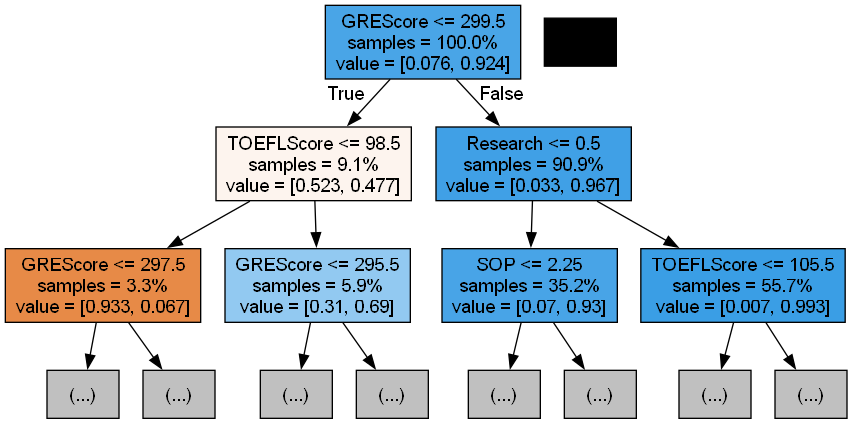 GREScore <= 299.5
samples = 100.0%
value = [0.076, 0.924]
True
False
TOEFLScore <= 98.5
samples = 9.1%
value = [0.523, 0.477]
Research <= 0.5
samples = 90.9%
value = [0.033, 0.967]
GREScore <= 297.5
samples = 3.3%
value = [0.933, 0.067]
GREScore <= 295.5
samples = 5.9%
value = [0.31, 0.69]
SOP <= 2.25
samples = 35.2%
value = [0.07, 0.93]
TOEFLScore <= 105.5
samples = 55.7%
value = [0.007, 0.993]
(...)
(...)
(...)
(...)
(...)
(...)
(...)
(...)